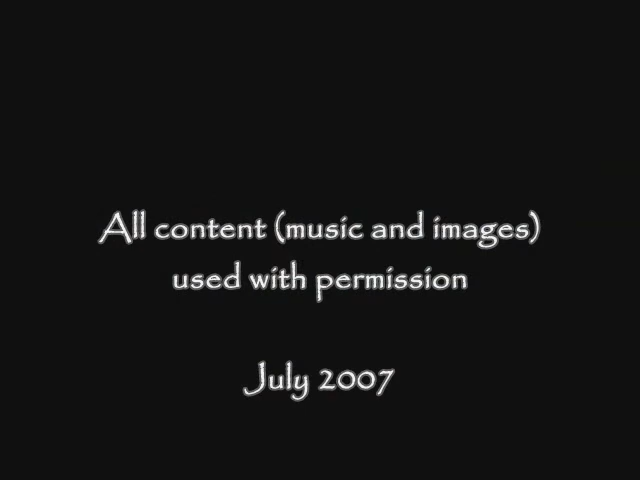 All content (music and images)
used with permission
July 2007